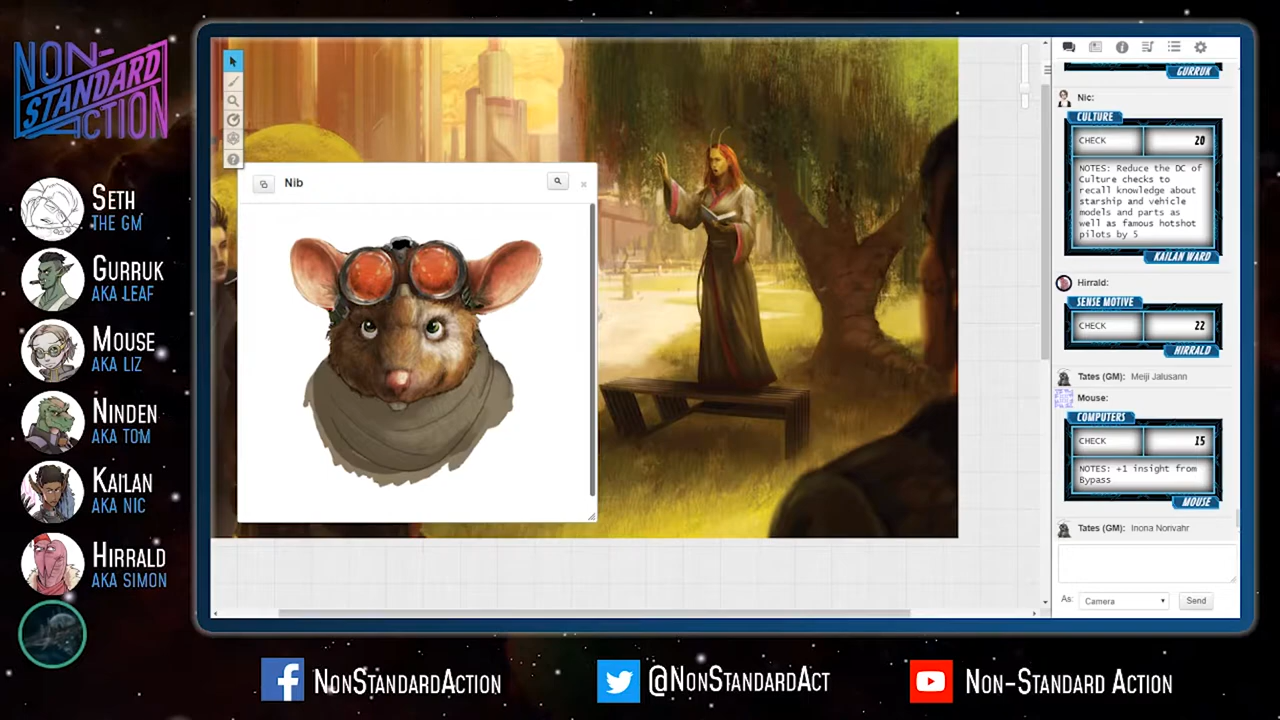 NON-
STANDARD
ACTION
SETH
THE GM
GURRUK
AKA LEAF
MOUSE
AKA LIZ
NINDEN
AKA TOM
KAILAN
AKA NIC
HIRRALD
AKA SIMON
Nib
GURRUK
Nic:
CULTURE
CHECK 20
NOTES: Reduce the DC of
Culture checks to
recall knowledge about
starship and vehicle
models and parts as
well as famous hotshot
pilots by 5
KAILAN WARD
Hirrald:
SENSE MOTIVE
CHECK 22
HIRRALD
Tates (GM): Meiji Jalusann
Mouse:
COMPUTERS
CHECK 15
NOTES: +1 insight from
Bypass
MOUSE
Tates (GM): Inona Nonvahr
As: Camera Send
NONSTANDARDACTION
@NONSTANDARDACT
NON-STANDARD ACTION